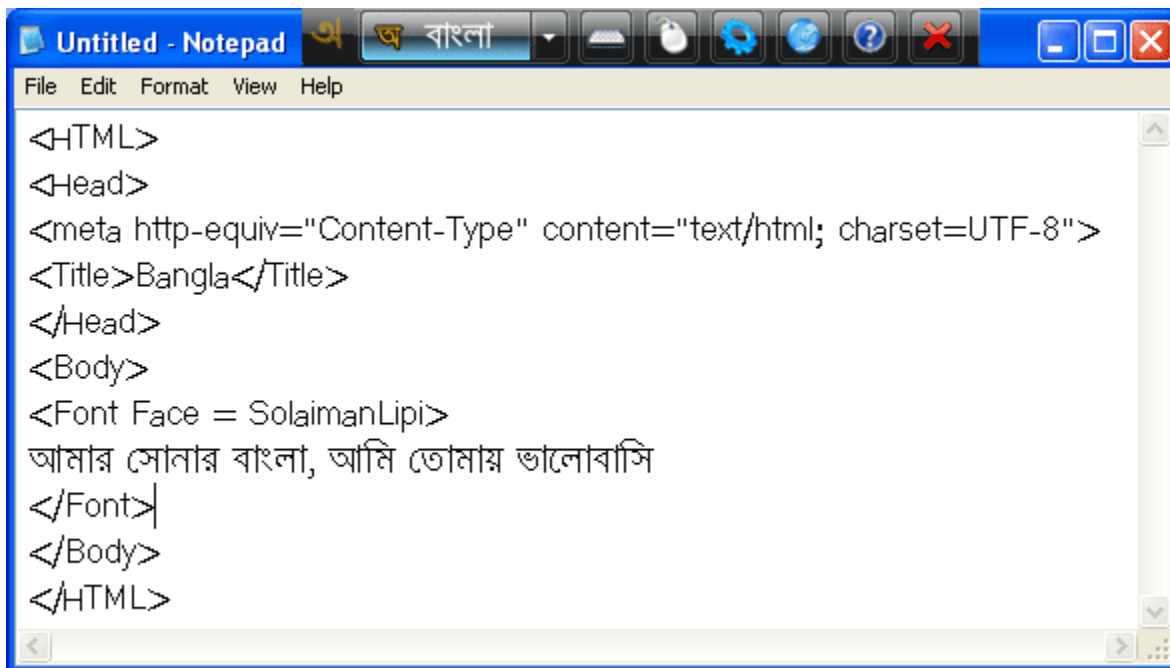 Untitled - Notepad অ অ বাংলা
File Edit Format View Help
<HTML>
<Head>
<meta http-equiv="Content-Type" content="text/html; charset=UTF-8">
<Title>Bangla</Title>
</Head>
<Body>
<Font Face = SolaimanLipi>
আমার সোনার বাংলা, আমি তোমায় ভালোবাসি
</Font>
</Body>
</HTML>